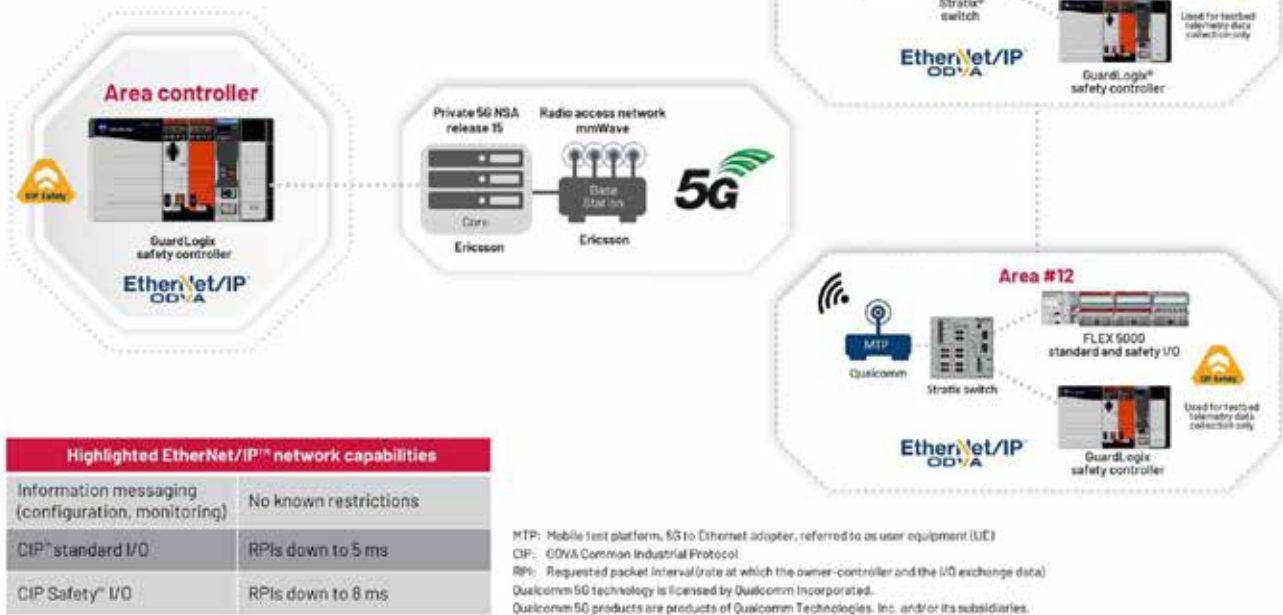 Stratix®
switch
Used for testbed
telemetry data
collection only
EtherNet/IP
ODVA
GuardLogix®
safety controller
Area controller
CIP Safety
GuardLogix
safety controller
EtherNet/IP
ODVA
Private 5G NSA
release 15
Core
Ericsson
Radio access network
mmWave
Base
Station
Ericsson
5G
Area #12
MTP
Qualcomm
Stratix switch
FLEX 5000
standard and safety I/O
CIP Safety
Used for testbed
telemetry data
collection only
GuardLogix
safety controller
EtherNet/IP
ODVA
Highlighted EtherNet/IP™ network capabilities
Information messaging
(configuration, monitoring)
No known restrictions
CIP™ standard I/O
RPIs down to 5 ms
CIP Safety™ I/O
RPIs down to 8 ms
MTP: Mobile test platform, 5G to Ethernet adapter, referred to as user equipment (UE)
CIP: ODVA Common Industrial Protocol
RPI: Requested packet interval (rate at which the owner-controller and the I/O exchange data)
Qualcomm 5G technology is licensed by Qualcomm Incorporated.
Qualcomm 5G products are products of Qualcomm Technologies, Inc. and/or its subsidiaries.